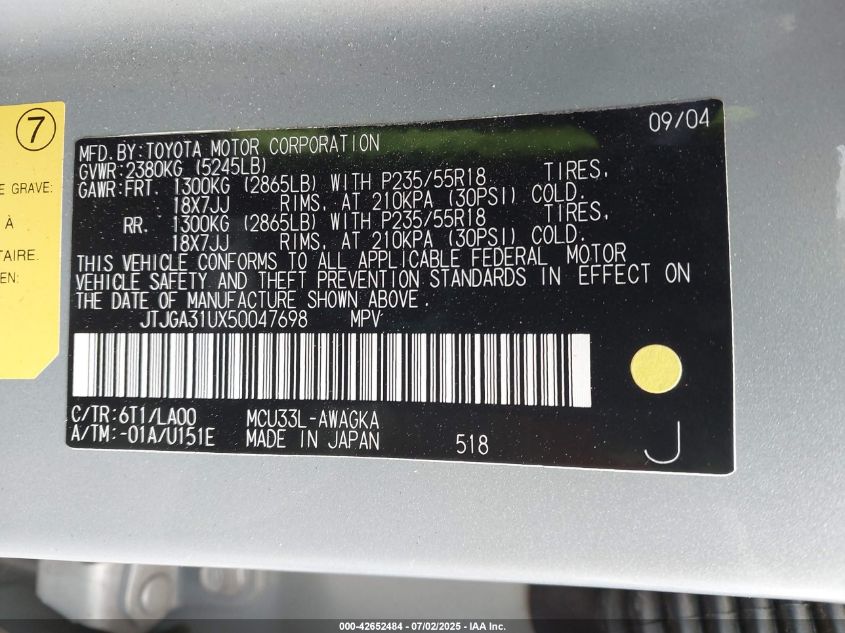 7
E GRAVE:
À
TAIRE.
EN:
09/04
MFD.BY:TOYOTA MOTOR CORPORATION
GVWR:2380KG (5245LB)
GAWR:FRT. 1300KG (2865LB) WITH P235/55R18 TIRES,
18X7JJ RIMS, AT 210KPA (30PSI) COLD.
RR. 1300KG (2865LB) WITH P235/55R18 TIRES,
18X7JJ RIMS, AT 210KPA (30PSI) COLD.
THIS VEHICLE CONFORMS TO ALL APPLICABLE FEDERAL MOTOR
VEHICLE SAFETY AND THEFT PREVENTION STANDARDS IN EFFECT ON
THE DATE OF MANUFACTURE SHOWN ABOVE.
JTJGA31UX50047698 MPV
C/TR:6T1/LA00 MCU33L-AWAGKA
A/TM:-01A/U151E MADE IN JAPAN 518
J
000-42652484 - 07/02/2025 - IAA Inc.